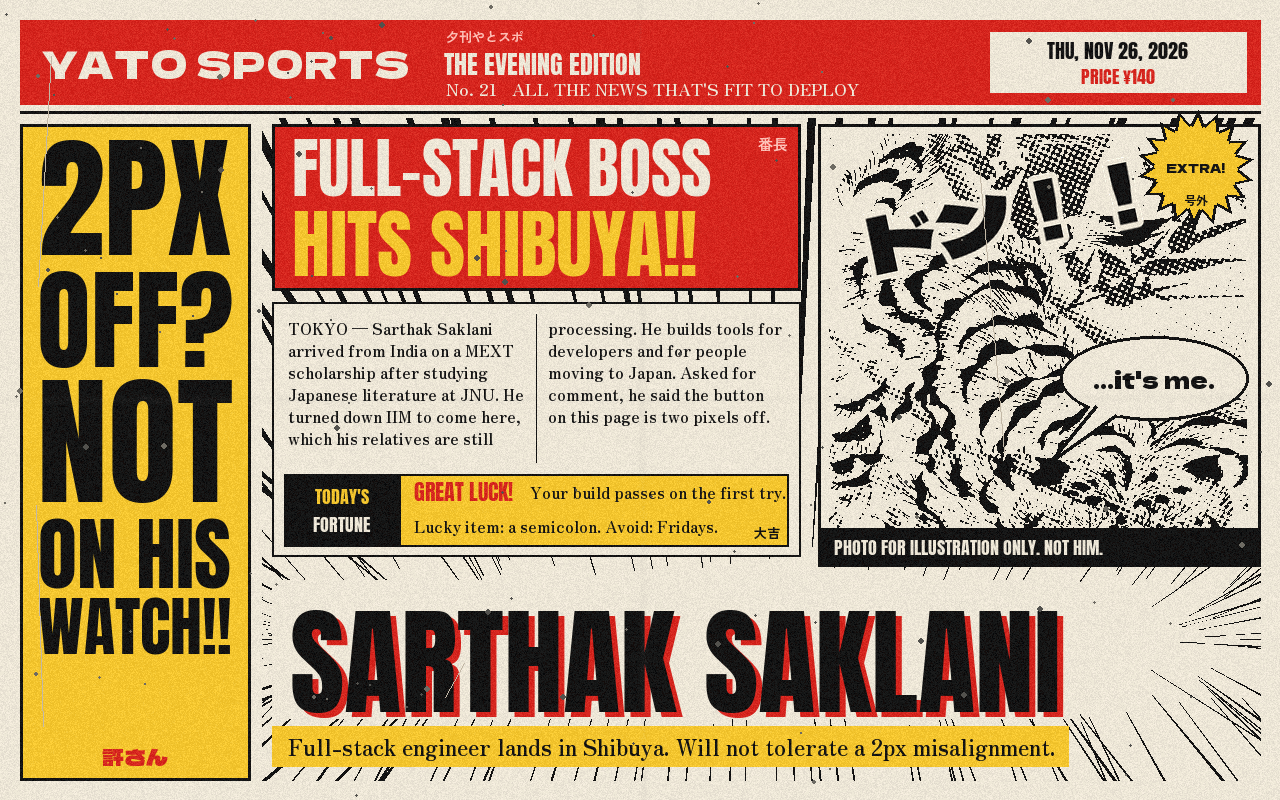 YATO SPORTS
夕刊やとスポ
THE EVENING EDITION
No. 21 ALL THE NEWS THAT'S FIT TO DEPLOY
THU, NOV 26, 2026
PRICE ¥140
2PX
OFF?
NOT
ON HIS
WATCH!!
許さん
FULL-STACK BOSS
番長
HITS SHIBUYA!!
TOKYO — Sarthak Saklani
arrived from India on a MEXT
scholarship after studying
Japanese literature at JNU. He
turned down IIM to come here,
which his relatives are still
processing. He builds tools for
developers and for people
moving to Japan. Asked for
comment, he said the button
on this page is two pixels off.
TODAY'S
FORTUNE
GREAT LUCK! Your build passes on the first try.
Lucky item: a semicolon. Avoid: Fridays.
大吉
ドン！！
EXTRA!
号外
...it's me.
PHOTO FOR ILLUSTRATION ONLY. NOT HIM.
SARTHAK SAKLANI
Full-stack engineer lands in Shibuya. Will not tolerate a 2px misalignment.